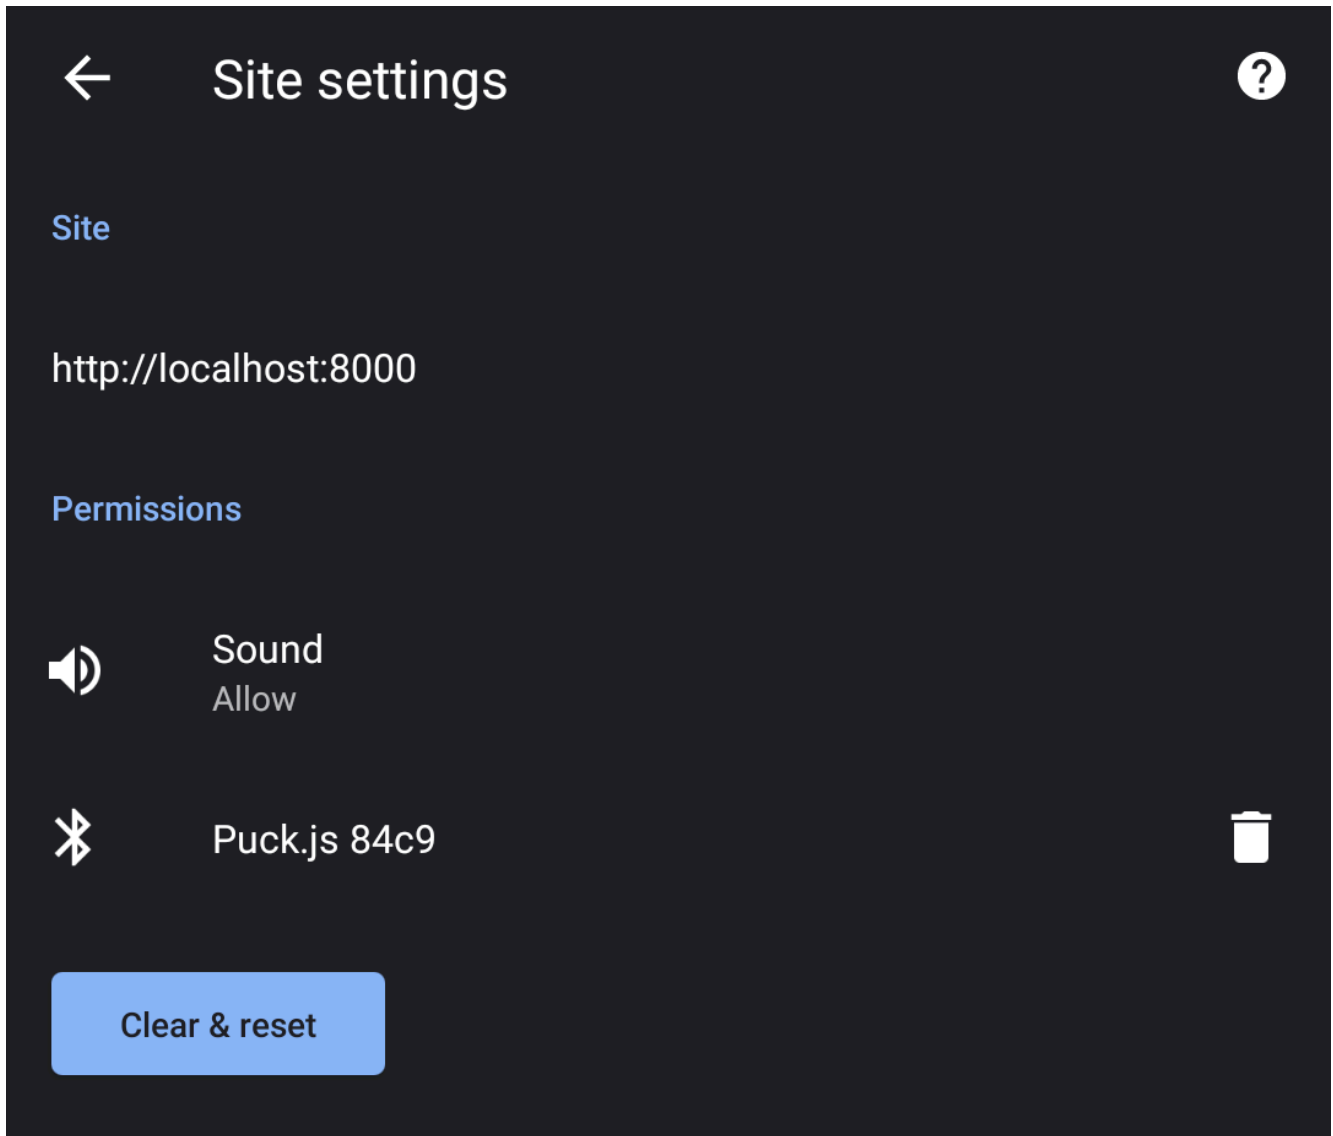 Site settings
Site
http://localhost:8000
Permissions
Sound
Allow
Puck.js 84c9
Clear & reset